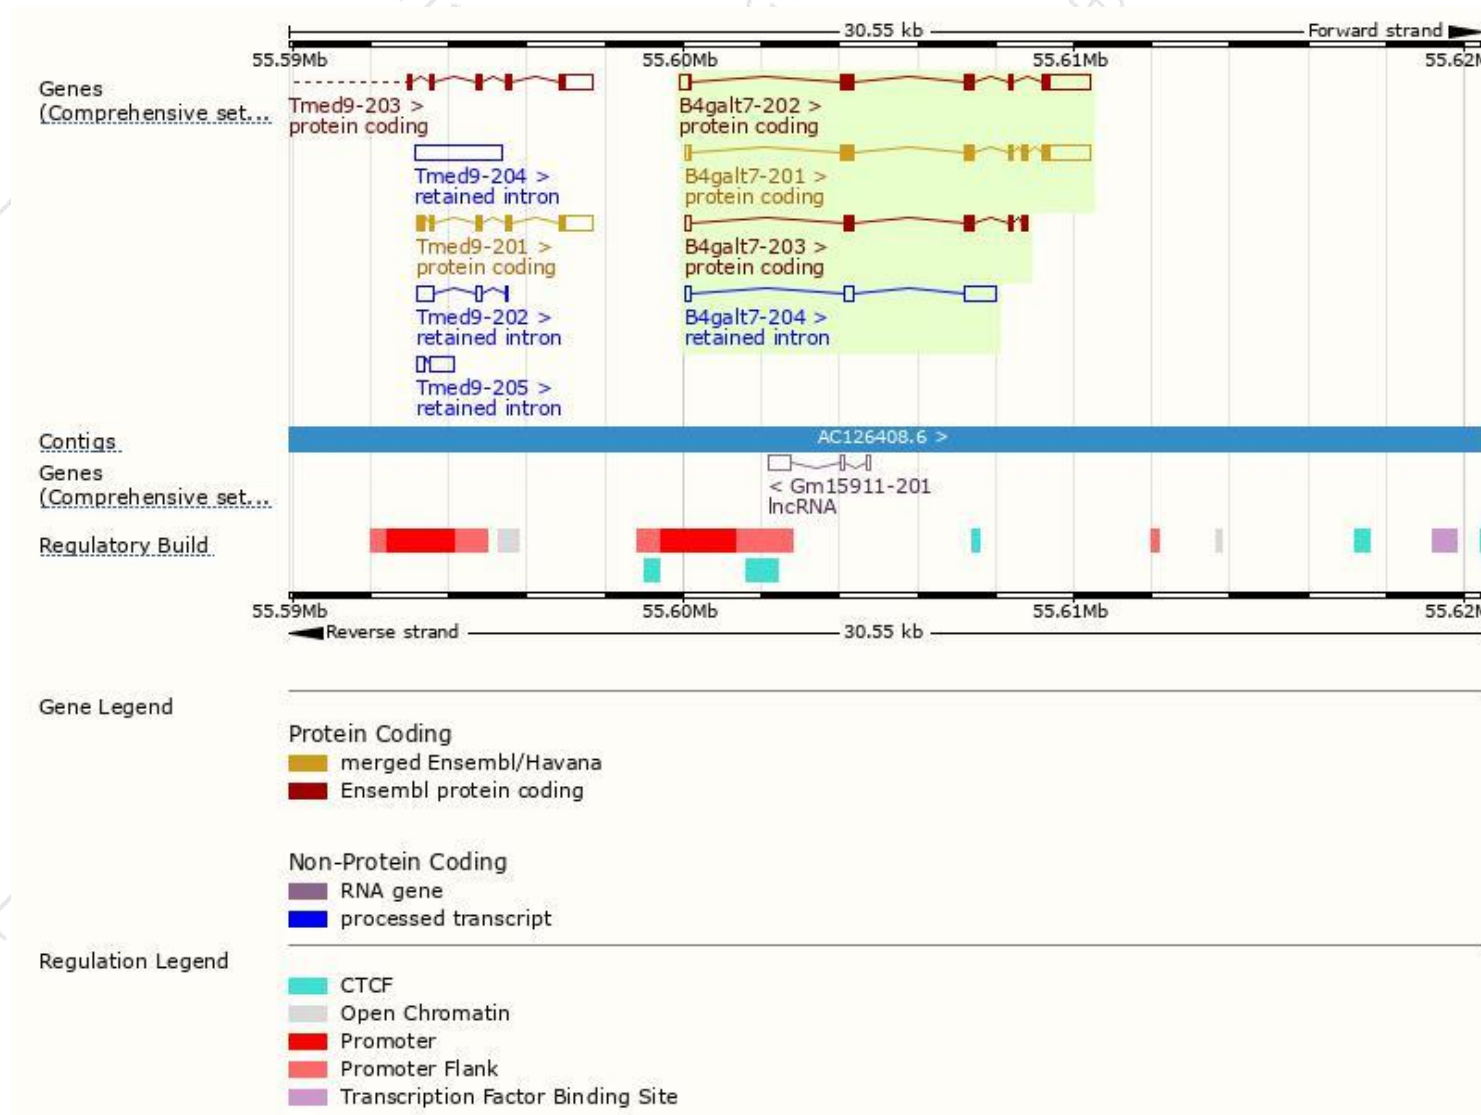 30.55 kb Forward strand
55.59Mb 55.60Mb 55.61Mb 55.62M
Genes
(Comprehensive set...
Tmed9-203 > B4galt7-202 >
protein coding protein coding
Tmed9-204 > B4galt7-201 >
retained intron protein coding
Tmed9-201 > B4galt7-203 >
protein coding protein coding
Tmed9-202 > B4galt7-204 >
retained intron retained intron
Tmed9-205 >
retained intron
Contigs AC126408.6 >
Genes
(Comprehensive set...
< Gm15911-201
lncRNA
Regulatory Build
55.59Mb 55.60Mb 55.61Mb 55.62M
Reverse strand 30.55 kb
Gene Legend
Protein Coding
merged Ensembl/Havana
Ensembl protein coding
Non-Protein Coding
RNA gene
processed transcript
Regulation Legend
CTCF
Open Chromatin
Promoter
Promoter Flank
Transcription Factor Binding Site